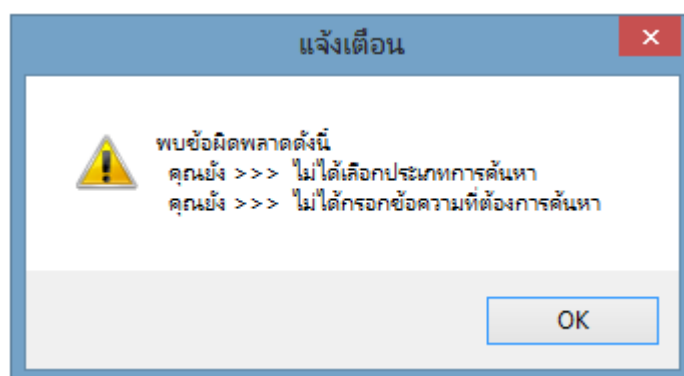 แจ้งเตือน
พบข้อผิดพลาดดังนี้
คุณยัง >>> ไม่ได้เลือกประเภทการค้นหา
คุณยัง >>> ไม่ได้กรอกข้อความที่ต้องการค้นหา
OK